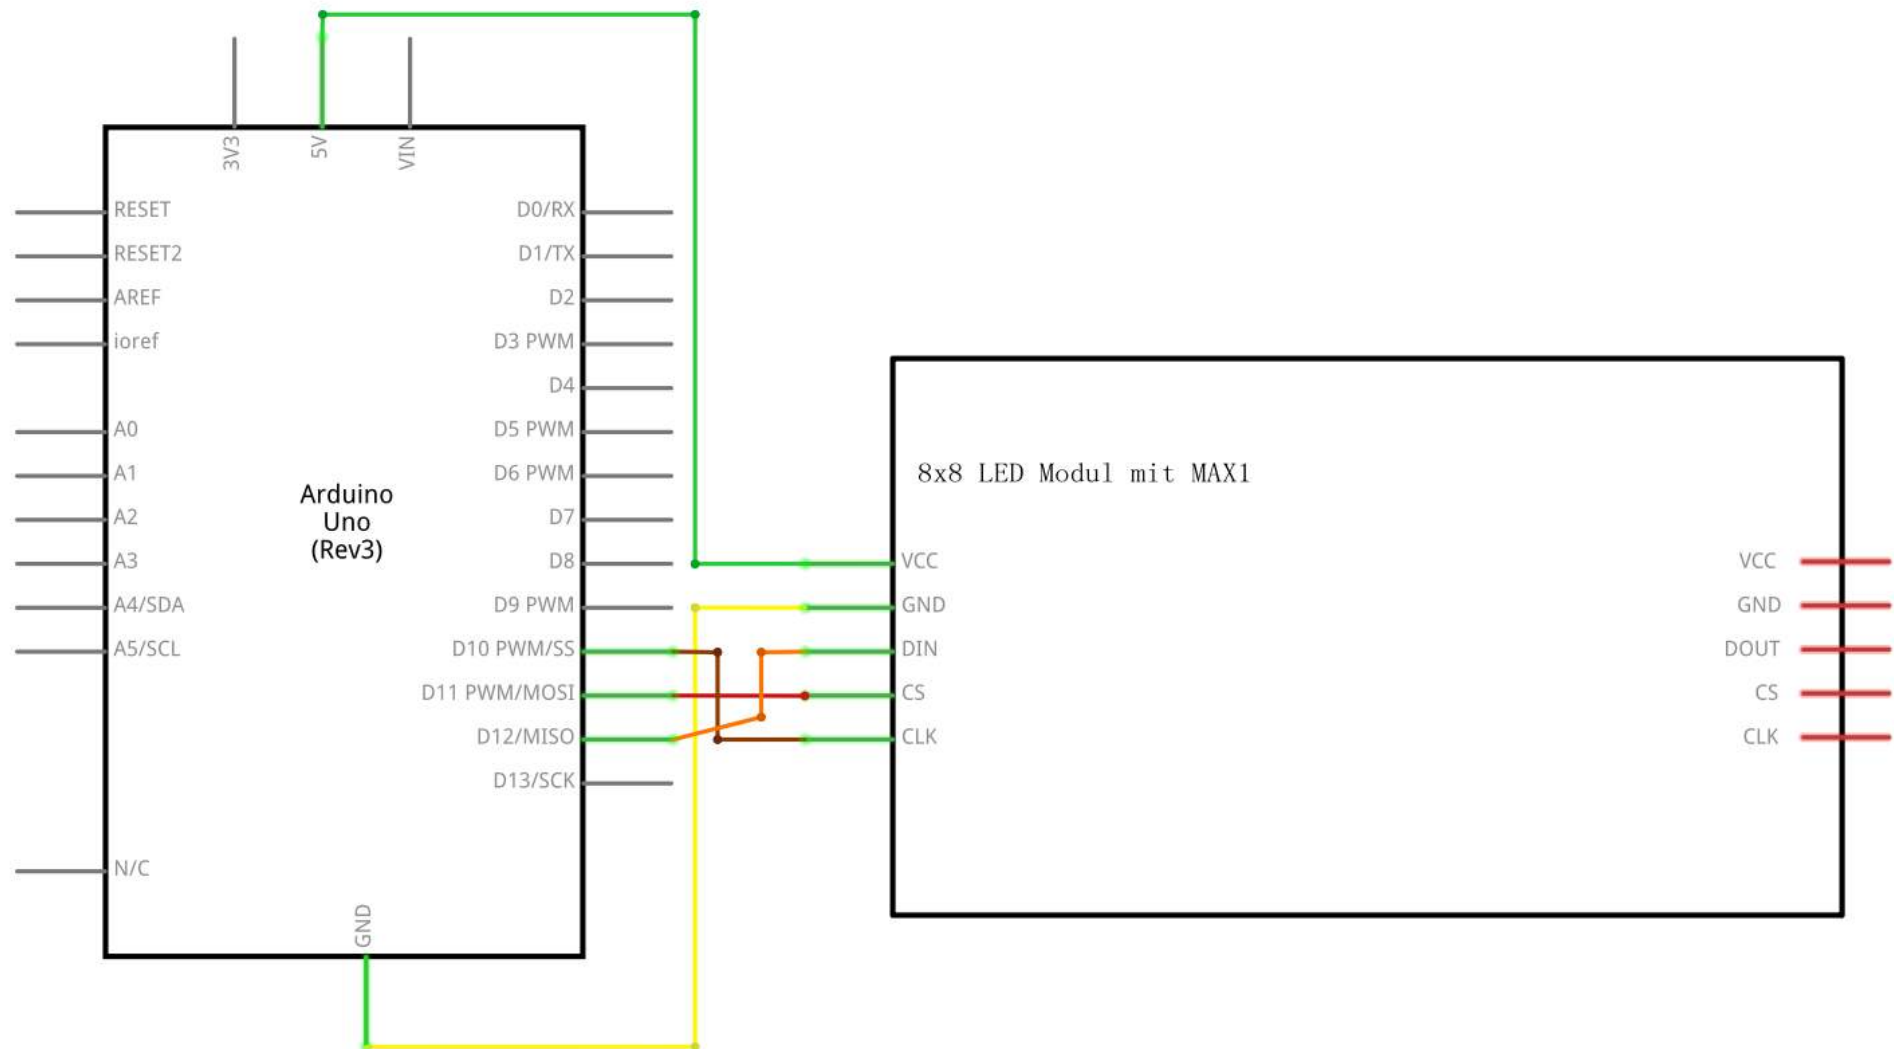 3V3
5V
VIN
RESET
RESET2
AREF
ioref
A0
A1
A2
A3
A4/SDA
A5/SCL
N/C
Arduino
Uno
(Rev3)
D0/RX
D1/TX
D2
D3 PWM
D4
D5 PWM
D6 PWM
D7
D8
D9 PWM
D10 PWM/SS
D11 PWM/MOSI
D12/MISO
D13/SCK
GND
8x8 LED Modul mit MAX1
VCC
GND
DIN
CS
CLK
VCC
GND
DOUT
CS
CLK